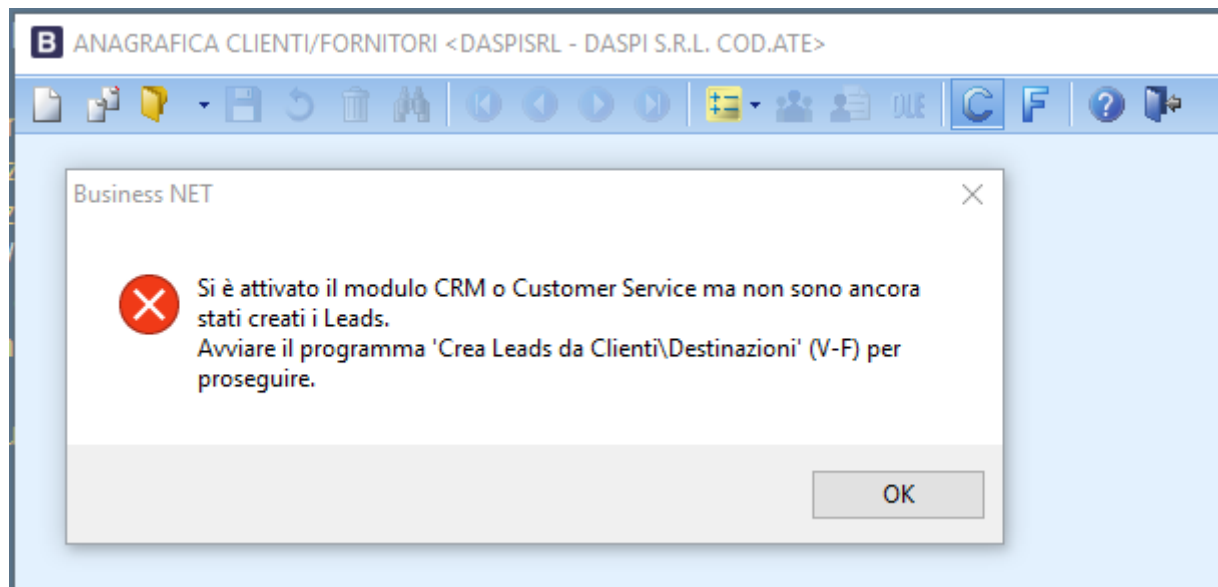 B ANAGRAFICA CLIENTI/FORNITORI <DASPISRL - DASPI S.R.L. COD.ATE>
OLE C F ?
Business NET
Si è attivato il modulo CRM o Customer Service ma non sono ancora
stati creati i Leads.
Avviare il programma 'Crea Leads da Clienti\Destinazioni' (V-F) per
proseguire.
OK